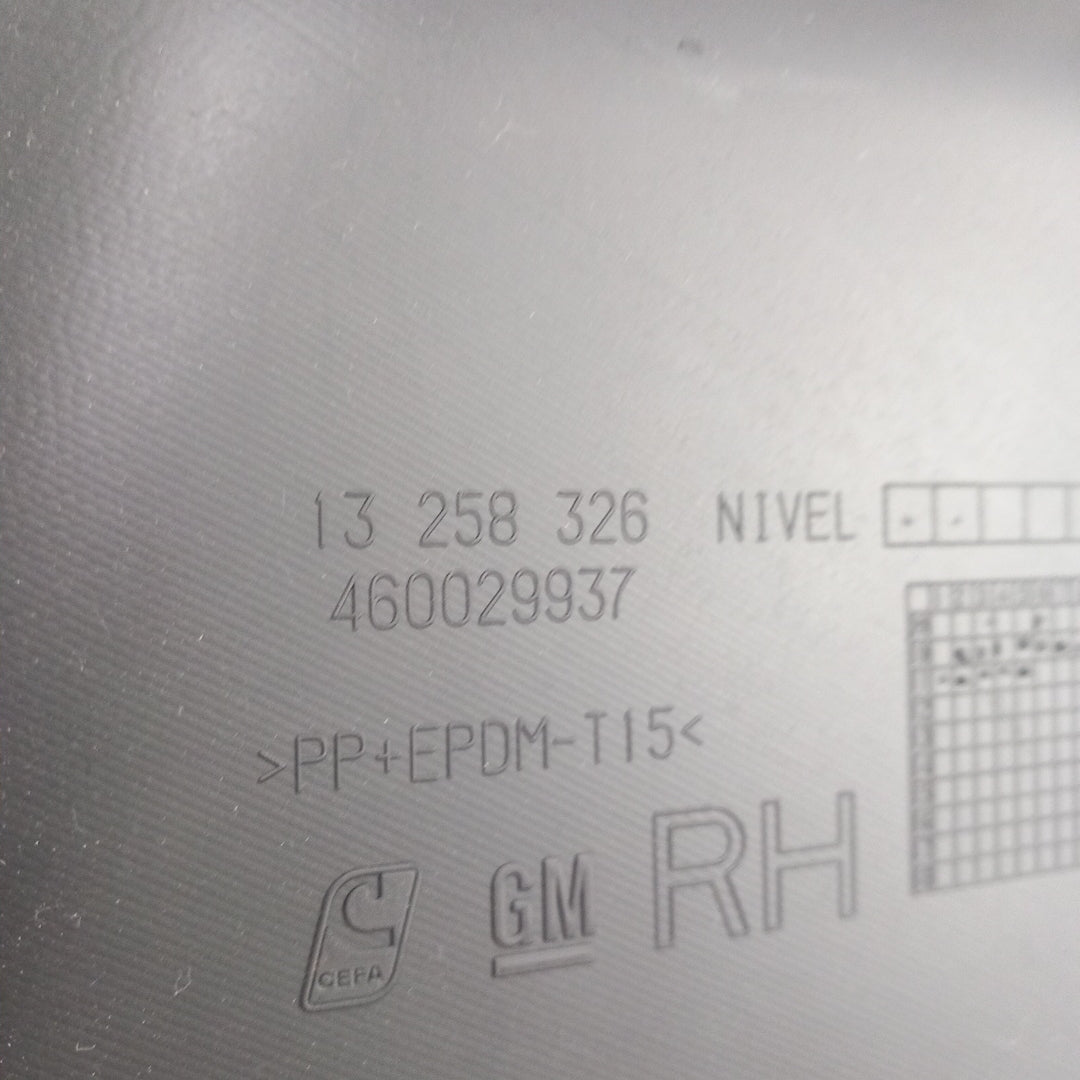 13 258 326 NIVEL
460029937
>PP+EPDM-T15<
CEFA GM RH